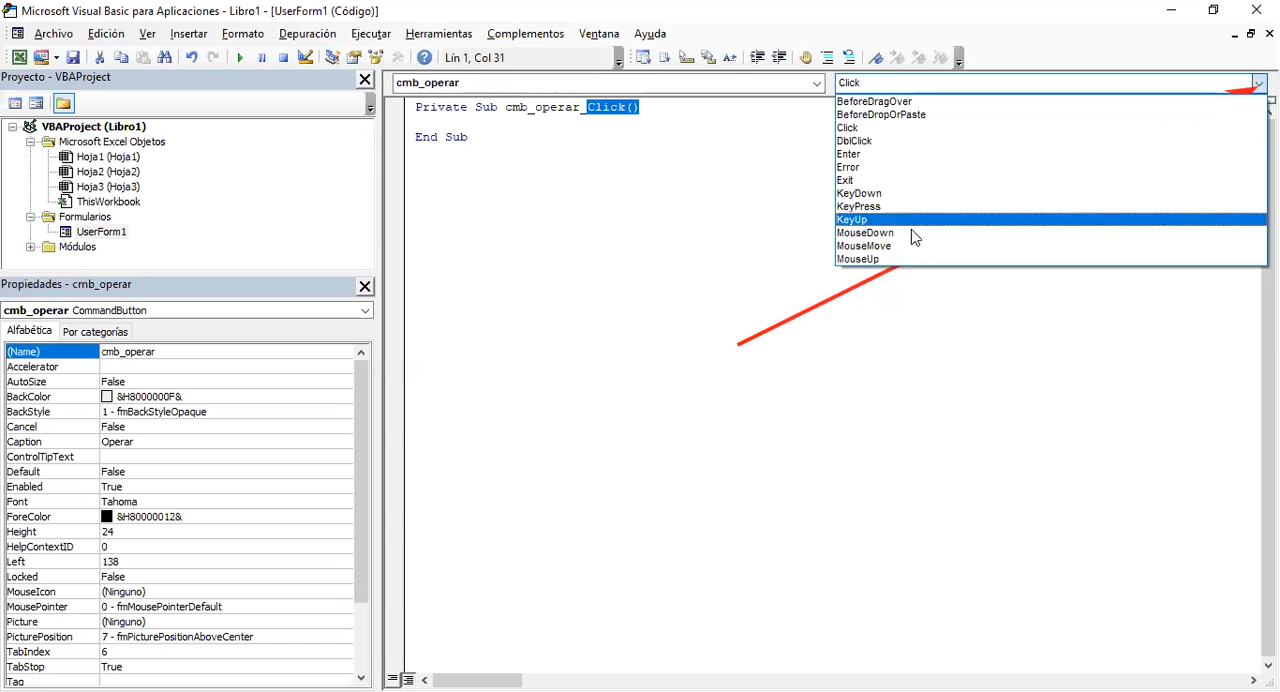 Microsoft Visual Basic para Aplicaciones - Libro1 - [UserForm1 (Código)]
Archivo Edición Ver Insertar Formato Depuración Ejecutar Herramientas Complementos Ventana Ayuda
Lín 1, Col 31
Proyecto - VBAProject
VBAProject (Libro1)
Microsoft Excel Objetos
Hoja1 (Hoja1)
Hoja2 (Hoja2)
Hoja3 (Hoja3)
ThisWorkbook
Formularios
UserForm1
Módulos
Propiedades - cmb_operar
cmb_operar CommandButton
Alfabética Por categorías
(Name) cmb_operar
Accelerator
AutoSize False
BackColor &H8000000F&
BackStyle 1 - fmBackStyleOpaque
Cancel False
Caption Operar
ControlTipText
Default False
Enabled True
Font Tahoma
ForeColor &H80000012&
Height 24
HelpContextID 0
Left 138
Locked False
MouseIcon (Ninguno)
MousePointer 0 - fmMousePointerDefault
Picture (Ninguno)
PicturePosition 7 - fmPicturePositionAboveCenter
TabIndex 6
TabStop True
Tag
cmb_operar
Click
Private Sub cmb_operar_Click()
End Sub
BeforeDragOver
BeforeDropOrPaste
Click
DblClick
Enter
Error
Exit
KeyDown
KeyPress
KeyUp
MouseDown
MouseMove
MouseUp